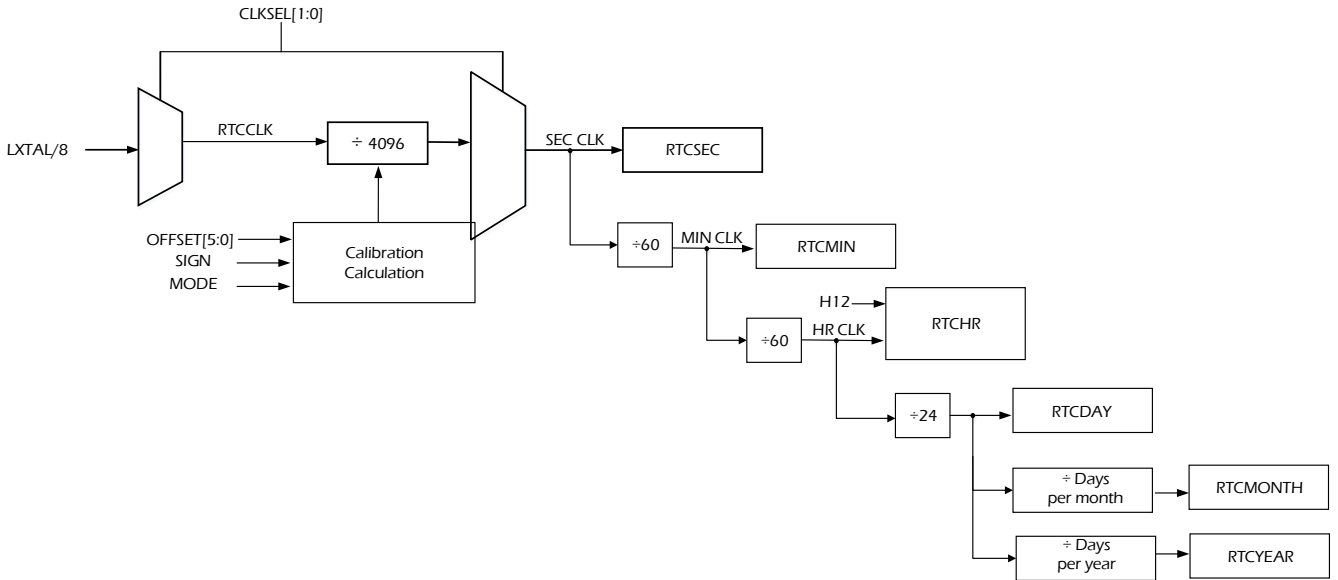 CLKSEL[1:0]
LXTAL/8
RTCCLK
÷ 4096
SEC CLK
RTCSEC
OFFSET[5:0]
SIGN
MODE
Calibration
Calculation
÷60
MIN CLK
RTCMIN
÷60
H12
HR CLK
RTCHR
÷24
RTCDAY
÷ Days
per month
RTCMONTH
÷ Days
per year
RTCYEAR